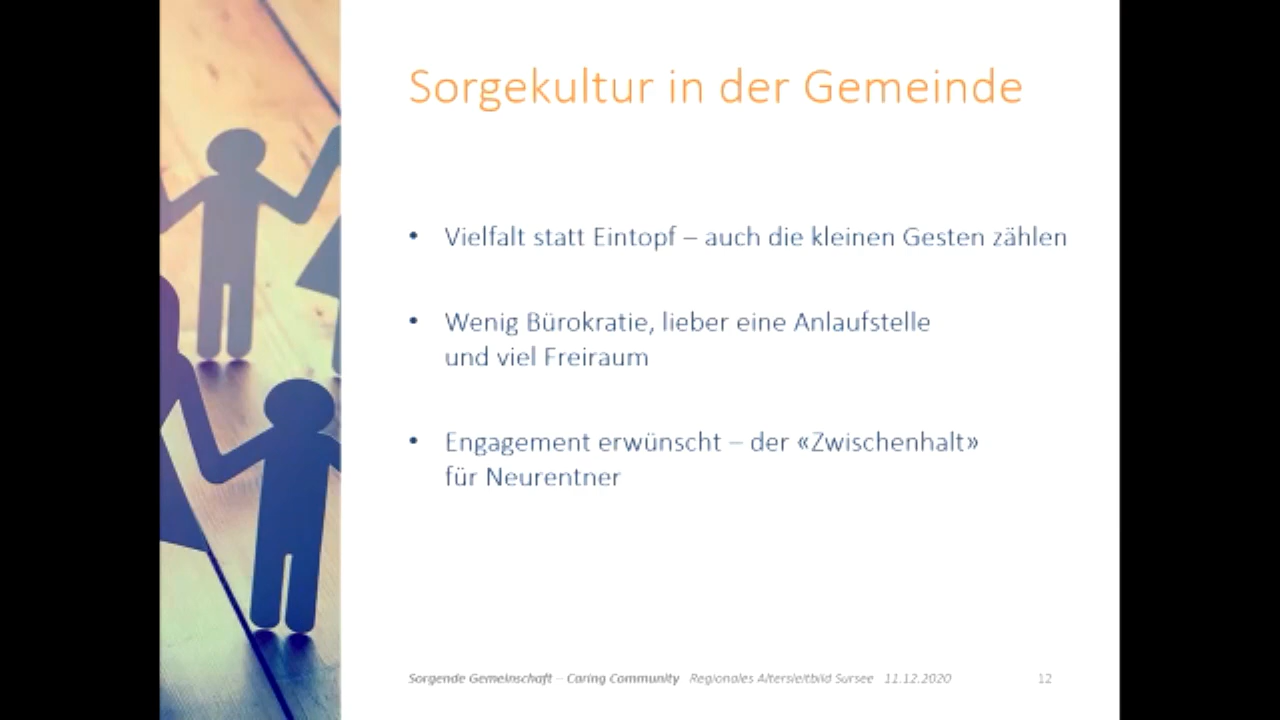 Sorgekultur in der Gemeinde
• Vielfalt statt Eintopf – auch die kleinen Gesten zählen
• Wenig Bürokratie, lieber eine Anlaufstelle
und viel Freiraum
• Engagement erwünscht – der «Zwischenhalt»
für Neurentner
Sorgende Gemeinschaft – Caring Community Regionales Altersleitbild Sursee 11.12.2020 12